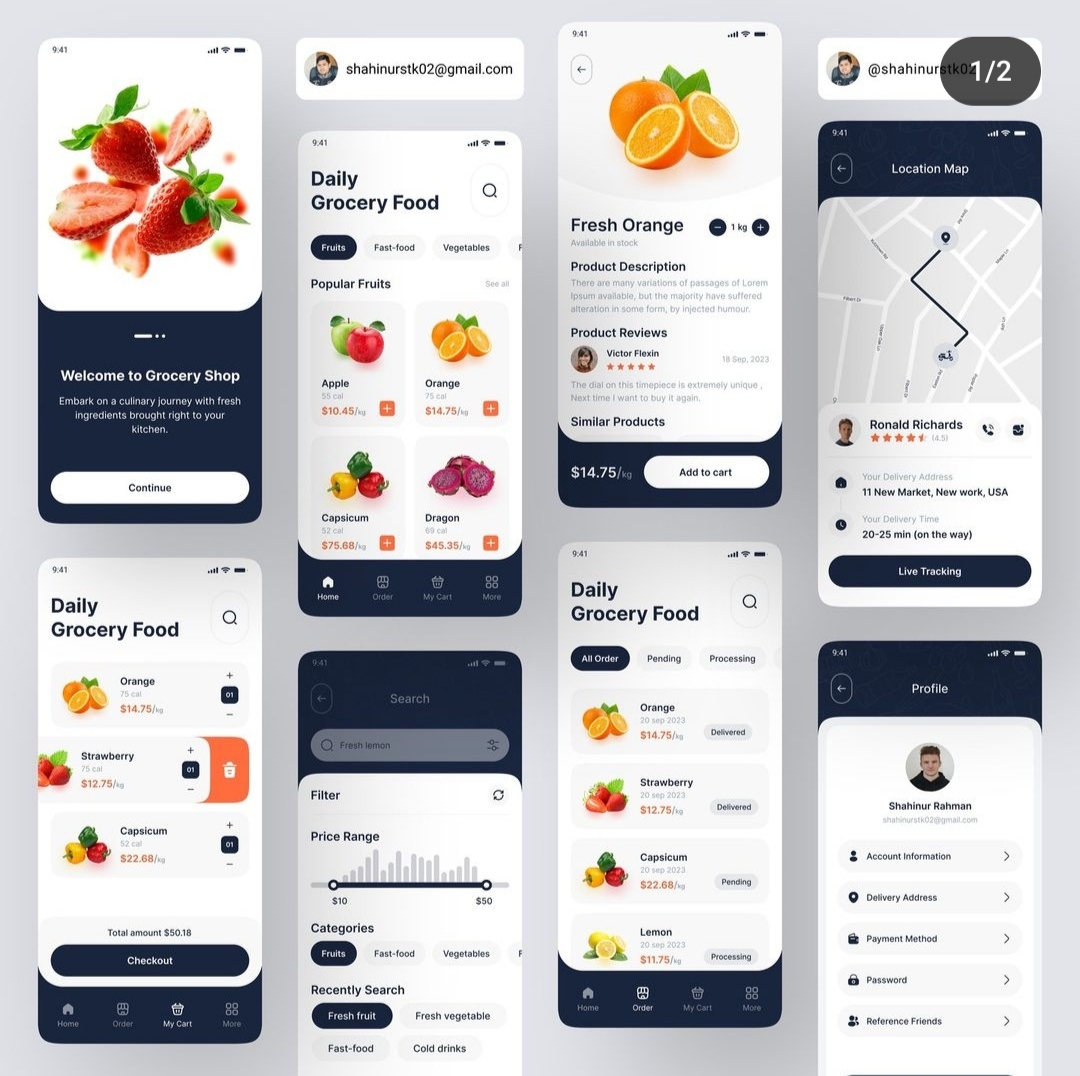 9:41
Welcome to Grocery Shop
Embark on a culinary journey with fresh
ingredients brought right to your
kitchen.
Continue
shahinurstk02@gmail.com
9:41
Daily
Grocery Food
Fruits Fast-food Vegetables F
Popular Fruits See all
Apple
55 cal
$10.45/kg
Orange
75 cal
$14.75/kg
Capsicum
52 cal
$75.68/kg
Dragon
69 cal
$45.35/kg
Home Order My Cart More
9:41
Fresh Orange
1 kg
Available in stock
Product Description
There are many variations of passages of Lorem
Ipsum available, but the majority have suffered
alteration in some form, by injected humour.
Product Reviews
Victor Flexin
18 Sep, 2023
The dial on this timepiece is extremely unique ,
Next time I want to buy it again.
Similar Products
$14.75/kg
Add to cart
@shahinurstk02
1/2
9:41
Location Map
Maple Ln
Filbert Dr
Ronald Richards
(4.5)
Your Delivery Address
11 New Market, New work, USA
Your Delivery Time
20-25 min (on the way)
Live Tracking
9:41
Daily
Grocery Food
Orange
75 cal
$14.75/kg
01
Strawberry
75 cal
$12.75/kg
01
Capsicum
52 cal
$22.68/kg
01
Total amount $50.18
Checkout
Home Order My Cart More
9:41
Search
Fresh lemon
Filter
Price Range
$10 $50
Categories
Fruits Fast-food Vegetables F
Recently Search
Fresh fruit Fresh vegetable
Fast-food Cold drinks
9:41
Daily
Grocery Food
All Order Pending Processing
Orange
20 sep 2023
$14.75/kg
Delivered
Strawberry
20 sep 2023
$12.75/kg
Delivered
Capsicum
20 sep 2023
$22.68/kg
Pending
Lemon
20 sep 2023
$11.75/kg
Processing
Home Order My Cart More
9:41
Profile
Shahinur Rahman
shahinurstk02@gmail.com
Account Information
Delivery Address
Payment Method
Password
Reference Friends